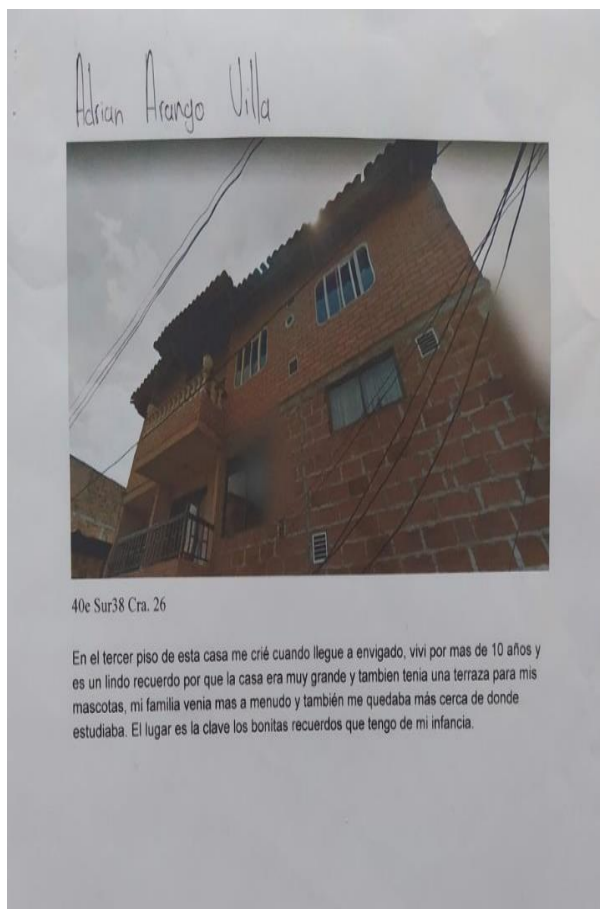 Adrian Arango Villa
40e Sur38 Cra. 26
En el tercer piso de esta casa me crié cuando llegue a envigado, vivi por mas de 10 años y
es un lindo recuerdo por que la casa era muy grande y tambien tenia una terraza para mis
mascotas, mi familia venia mas a menudo y también me quedaba más cerca de donde
estudiaba. El lugar es la clave los bonitas recuerdos que tengo de mi infancia.